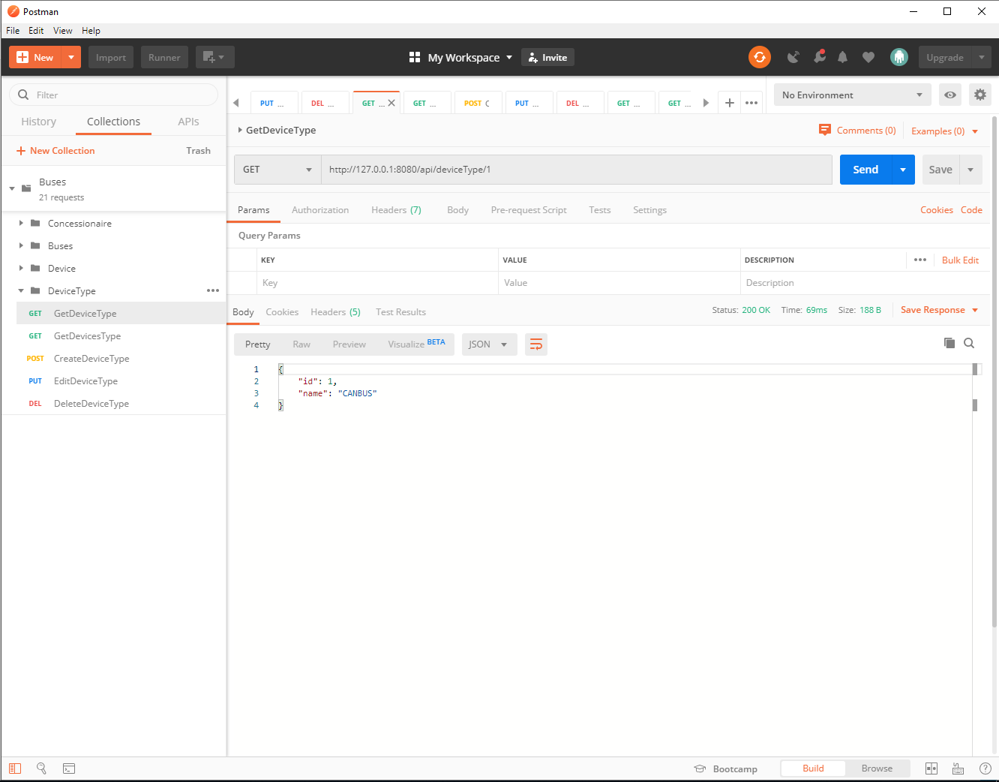 Postman
File Edit View Help
New Import Runner My Workspace Invite Upgrade
Filter
History Collections APIs
New Collection Trash
Buses
21 requests
Concessionaire
Buses
Device
DeviceType
GET GetDeviceType
GET GetDevicesType
POST CreateDeviceType
PUT EditDeviceType
DEL DeleteDeviceType
PUT ... DEL ... GET ... GET ... POST C PUT ... DEL ... GET ... GET ... No Environment
GetDeviceType Comments (0) Examples (0)
GET http://127.0.0.1:8080/api/deviceType/1 Send Save
Params Authorization Headers (7) Body Pre-request Script Tests Settings Cookies Code
Query Params
KEY VALUE DESCRIPTION ••• Bulk Edit
Key Value Description
Body Cookies Headers (5) Test Results Status: 200 OK Time: 69ms Size: 188 B Save Response
Pretty Raw Preview Visualize BETA JSON
1 {
2 "id": 1,
3 "name": "CANBUS"
4 }
Bootcamp Build Browse